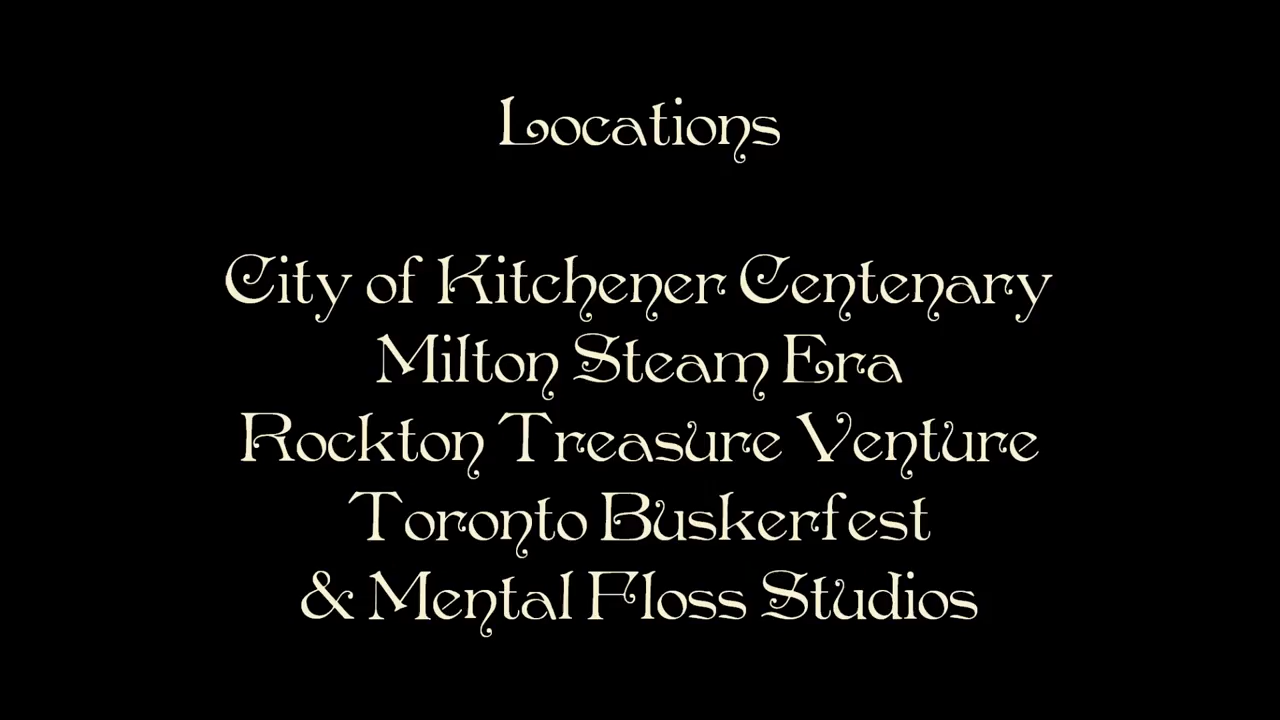 Locations
City of Kitchener Centenary
Milton Steam Era
Rockton Treasure Venture
Toronto Buskerfest
& Mental Floss Studios